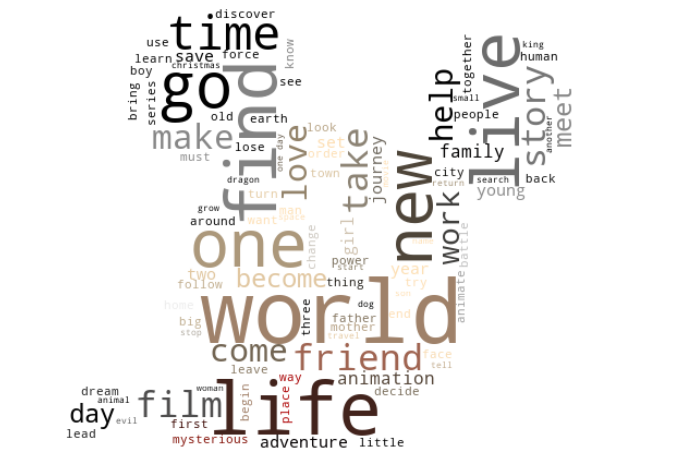 discover
time
use
king
together
know
learn
save
force
human
christmas
boy
see
go
find
live
help
bring
series
small
old
earth
people
another
story
meet
make
love
look
set
take
journey
lose
order
must
one day
family
new
city
town
movie
dragon
search
back
return
young
turn
work
grow
man
want
space
around
girl
one
change
battle
name
power
start
two
year
become
follow
thing
try
son
animate
world
home
dog
three
father
end
big
mother
stop
travel
come
friend
face
leave
tell
way
animation
life
woman
dream
animal
film
begin
place
decide
day
evil
first
lead
mysterious
adventure
little